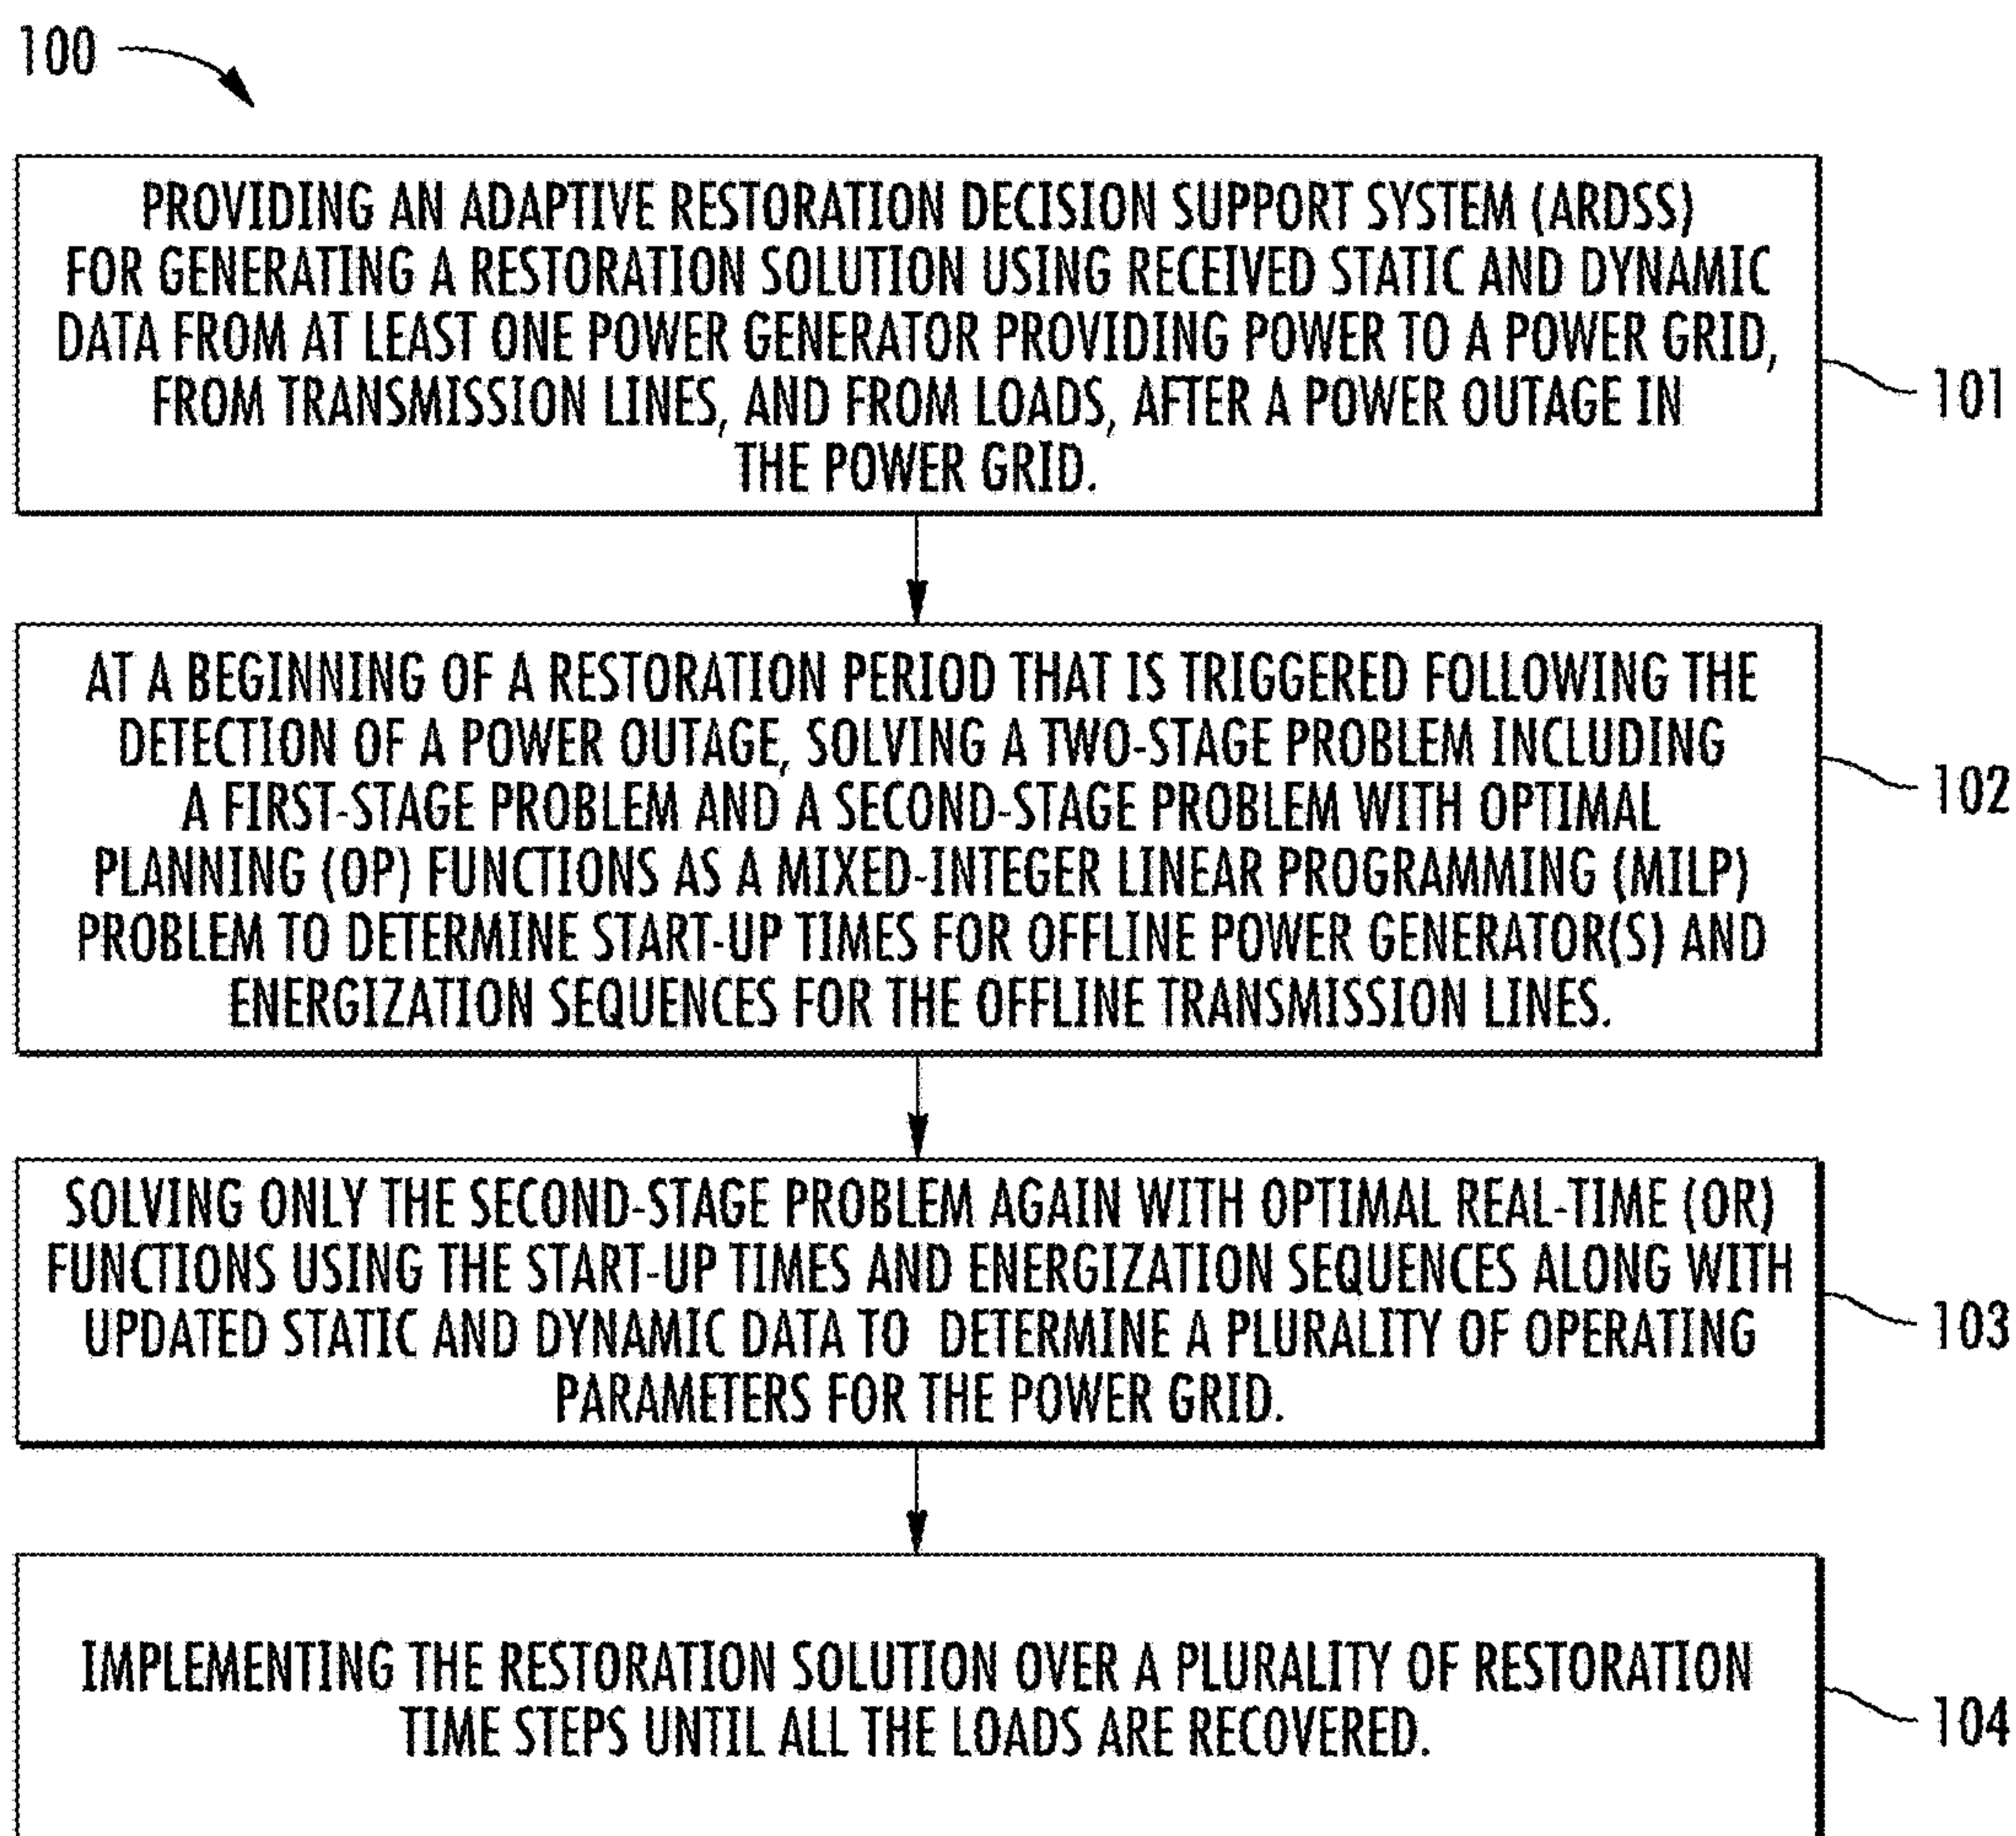 100
PROVIDING AN ADAPTIVE RESTORATION DECISION SUPPORT SYSTEM (ARDSS)
FOR GENERATING A RESTORATION SOLUTION USING RECEIVED STATIC AND DYNAMIC
DATA FROM AT LEAST ONE POWER GENERATOR PROVIDING POWER TO A POWER GRID,
FROM TRANSMISSION LINES, AND FROM LOADS, AFTER A POWER OUTAGE IN
THE POWER GRID.
101
AT A BEGINNING OF A RESTORATION PERIOD THAT IS TRIGGERED FOLLOWING THE
DETECTION OF A POWER OUTAGE, SOLVING A TWO-STAGE PROBLEM INCLUDING
A FIRST-STAGE PROBLEM AND A SECOND-STAGE PROBLEM WITH OPTIMAL
PLANNING (OP) FUNCTIONS AS A MIXED-INTEGER LINEAR PROGRAMMING (MILP)
PROBLEM TO DETERMINE START-UP TIMES FOR OFFLINE POWER GENERATOR(S) AND
ENERGIZATION SEQUENCES FOR THE OFFLINE TRANSMISSION LINES.
102
SOLVING ONLY THE SECOND-STAGE PROBLEM AGAIN WITH OPTIMAL REAL-TIME (OR)
FUNCTIONS USING THE START-UP TIMES AND ENERGIZATION SEQUENCES ALONG WITH
UPDATED STATIC AND DYNAMIC DATA TO DETERMINE A PLURALITY OF OPERATING
PARAMETERS FOR THE POWER GRID.
103
IMPLEMENTING THE RESTORATION SOLUTION OVER A PLURALITY OF RESTORATION
TIME STEPS UNTIL ALL THE LOADS ARE RECOVERED.
104